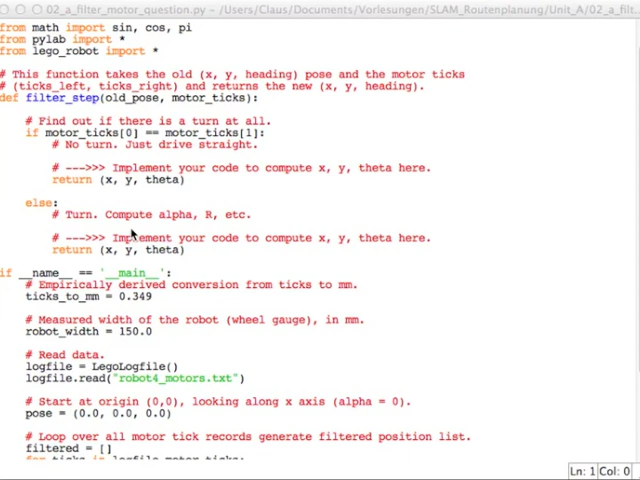 02_a_filter_motor_question.py - /Users/Claus/Documents/Vorlesungen/SLAM_Routenplanung/Unit_A/02_a_filt...
from math import sin, cos, pi
from pylab import *
from lego_robot import *
# This function takes the old (x, y, heading) pose and the motor ticks
# (ticks_left, ticks_right) and returns the new (x, y, heading).
def filter_step(old_pose, motor_ticks):
# Find out if there is a turn at all.
if motor_ticks[0] == motor_ticks[1]:
# No turn. Just drive straight.
# --->>> Implement your code to compute x, y, theta here.
return (x, y, theta)
else:
# Turn. Compute alpha, R, etc.
# --->>> Implement your code to compute x, y, theta here.
return (x, y, theta)
if __name__ == '__main__':
# Empirically derived conversion from ticks to mm.
ticks_to_mm = 0.349
# Measured width of the robot (wheel gauge), in mm.
robot_width = 150.0
# Read data.
logfile = LegoLogfile()
logfile.read("robot4_motors.txt")
# Start at origin (0,0), looking along x axis (alpha = 0).
pose = (0.0, 0.0, 0.0)
# Loop over all motor tick records generate filtered position list.
filtered = []
for ticks in logfile.motor_ticks:
Ln: 1 Col: 0